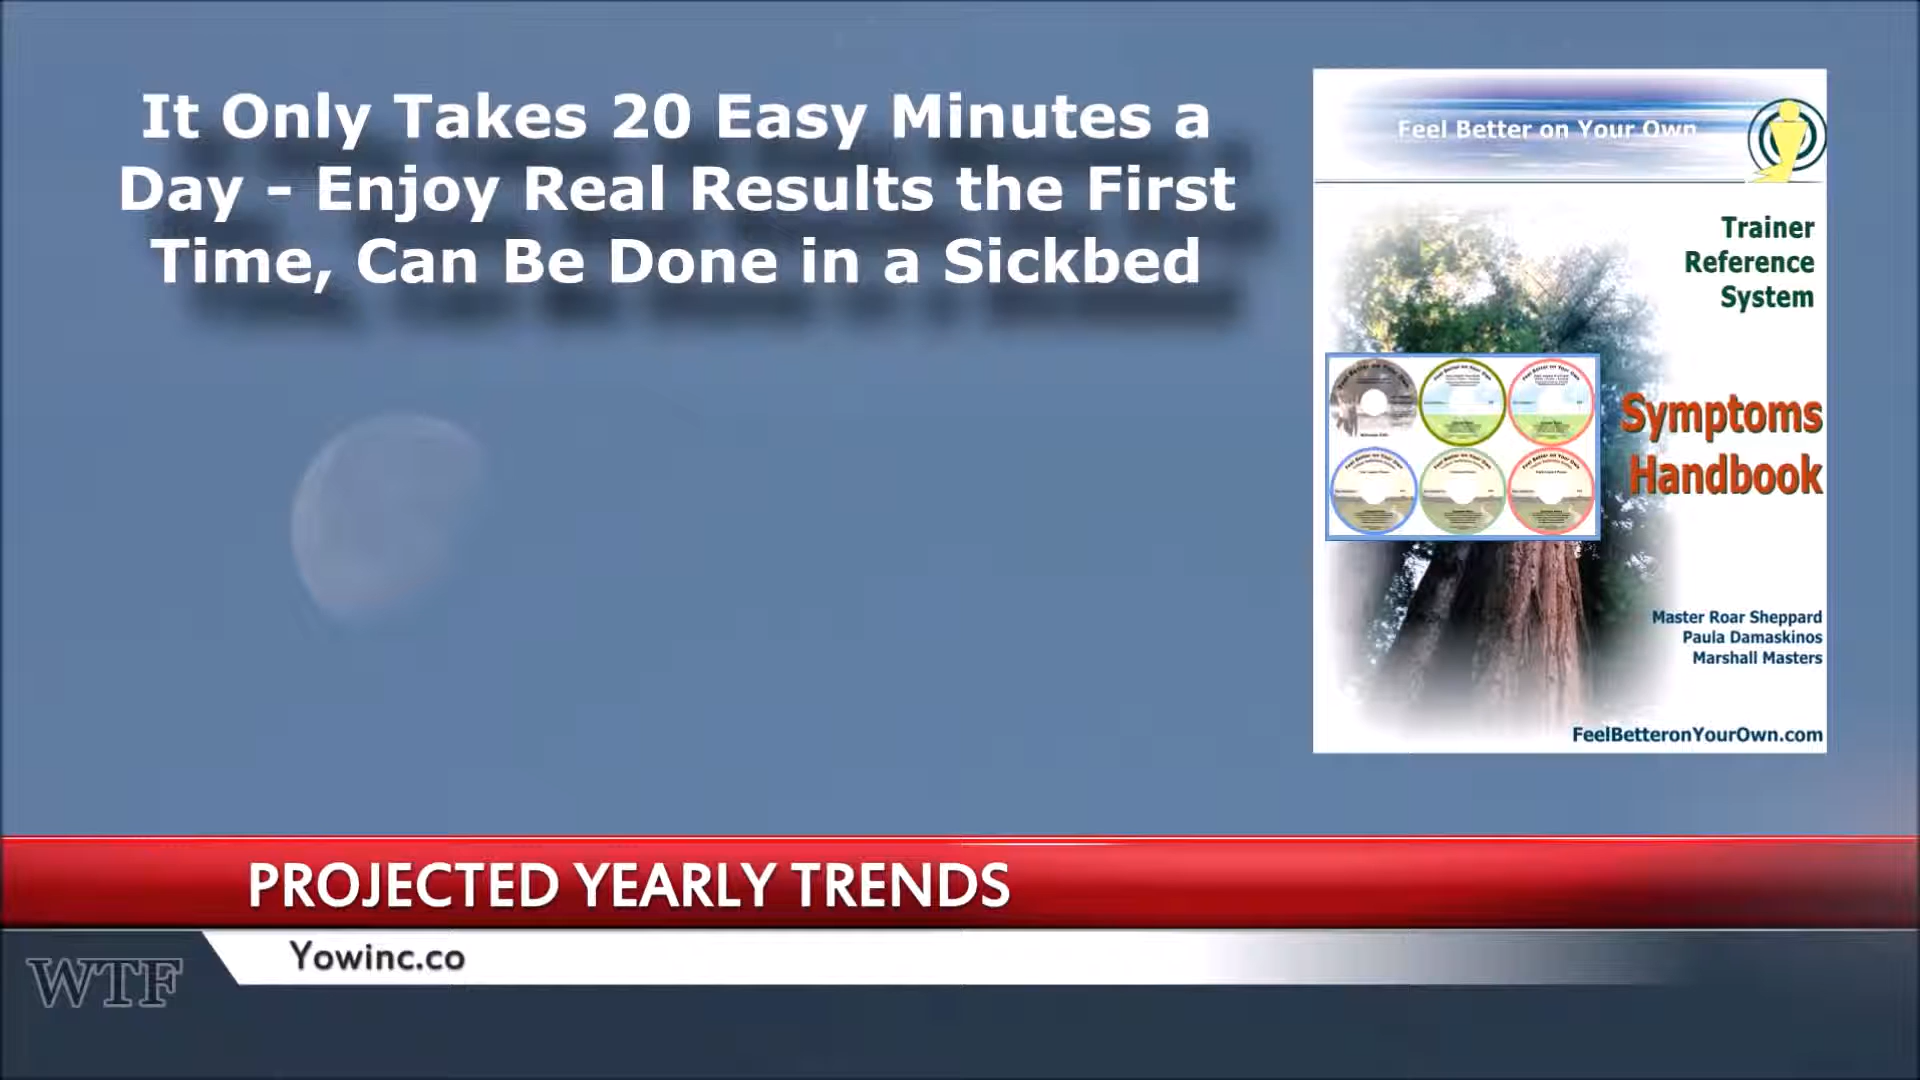 It Only Takes 20 Easy Minutes a
Day - Enjoy Real Results the First
Time, Can Be Done in a Sickbed
Feel Better on Your Own
Trainer
Reference
System
Symptoms
Handbook
Master Roar Sheppard
Paula Damaskinos
Marshall Masters
FeelBetteronYourOwn.com
PROJECTED YEARLY TRENDS
Yowinc.co
WTF